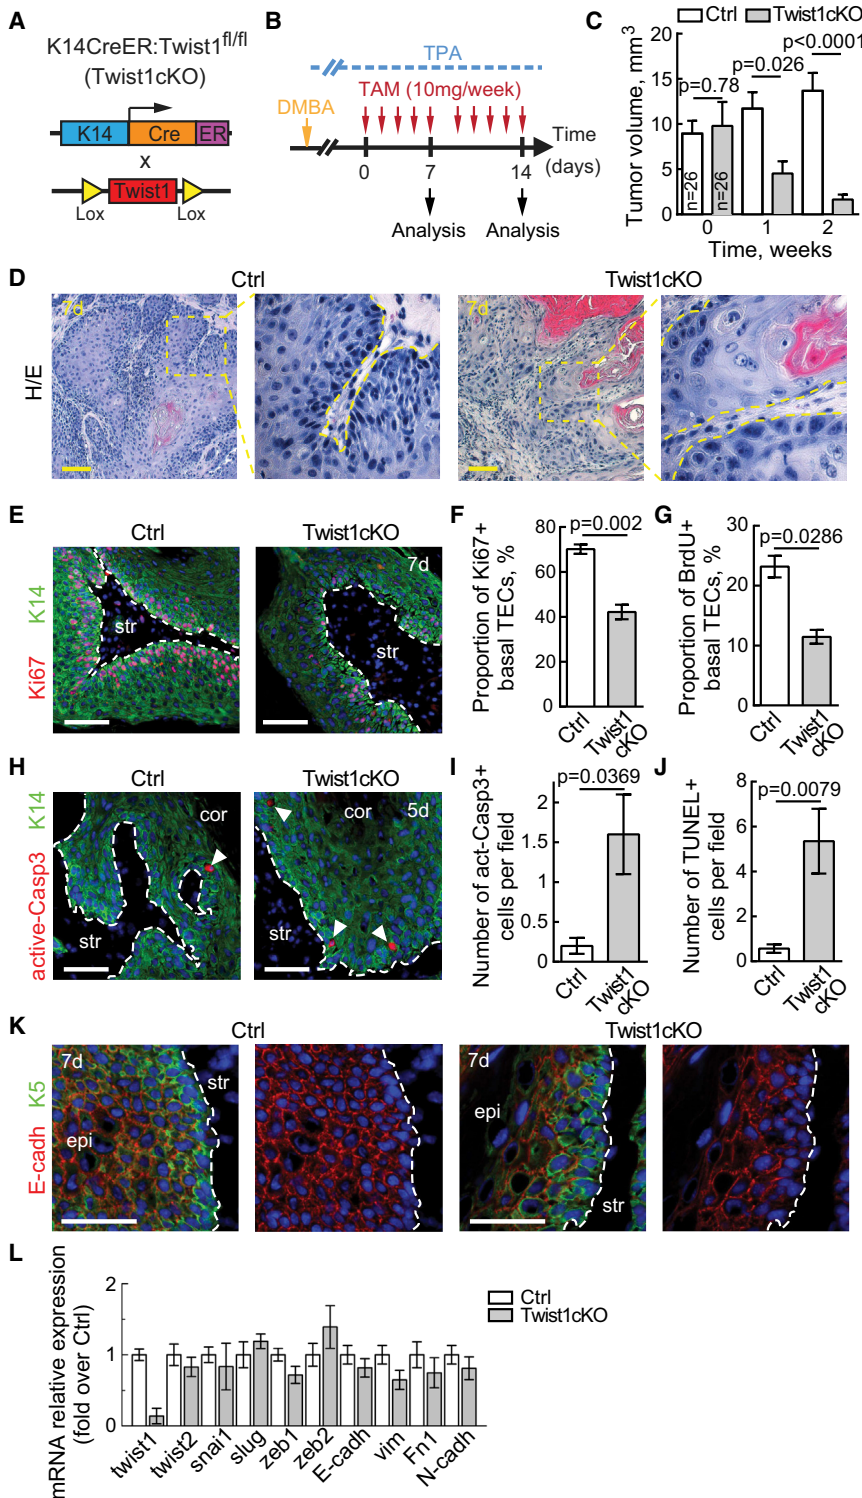 A
K14CreER:Twist1fl/fl
(Twist1cKO)
K14
Cre
ER
x
Twist1
Lox
Lox
B
TPA
TAM (10mg/week)
DMBA
Time
(days)
0
7
14
Analysis
Analysis
C
Ctrl
Twist1cKO
p<0.0001
p=0.026
p=0.78
Tumor volume, mm3
20
15
10
5
0
n=26
n=26
0
1
2
Time, weeks
D
Ctrl
Twist1cKO
H/E
7d
7d
E
Ctrl
Twist1cKO
Ki67 K14
str
7d
str
F
p=0.002
Proportion of Ki67+
basal TECs, %
80
60
40
20
0
Ctrl
Twist1
cKO
G
p=0.0286
Proportion of BrdU+
basal TECs, %
30
20
10
0
Ctrl
Twist1
cKO
H
Ctrl
Twist1cKO
active-Casp3 K14
cor
str
cor
5d
str
I
p=0.0369
Number of act-Casp3+
cells per field
2
1.5
1
0.5
0
Ctrl
Twist1
cKO
J
p=0.0079
Number of TUNEL+
cells per field
6
4
2
0
Ctrl
Twist1
cKO
K
Ctrl
Twist1cKO
E-cadh K5
7d
str
epi
7d
epi
str
L
mRNA relative expression
(fold over Ctrl)
2
1
0
Ctrl
Twist1cKO
twist1
twist2
snai1
slug
zeb1
zeb2
E-cadh
vim
Fn1
N-cadh